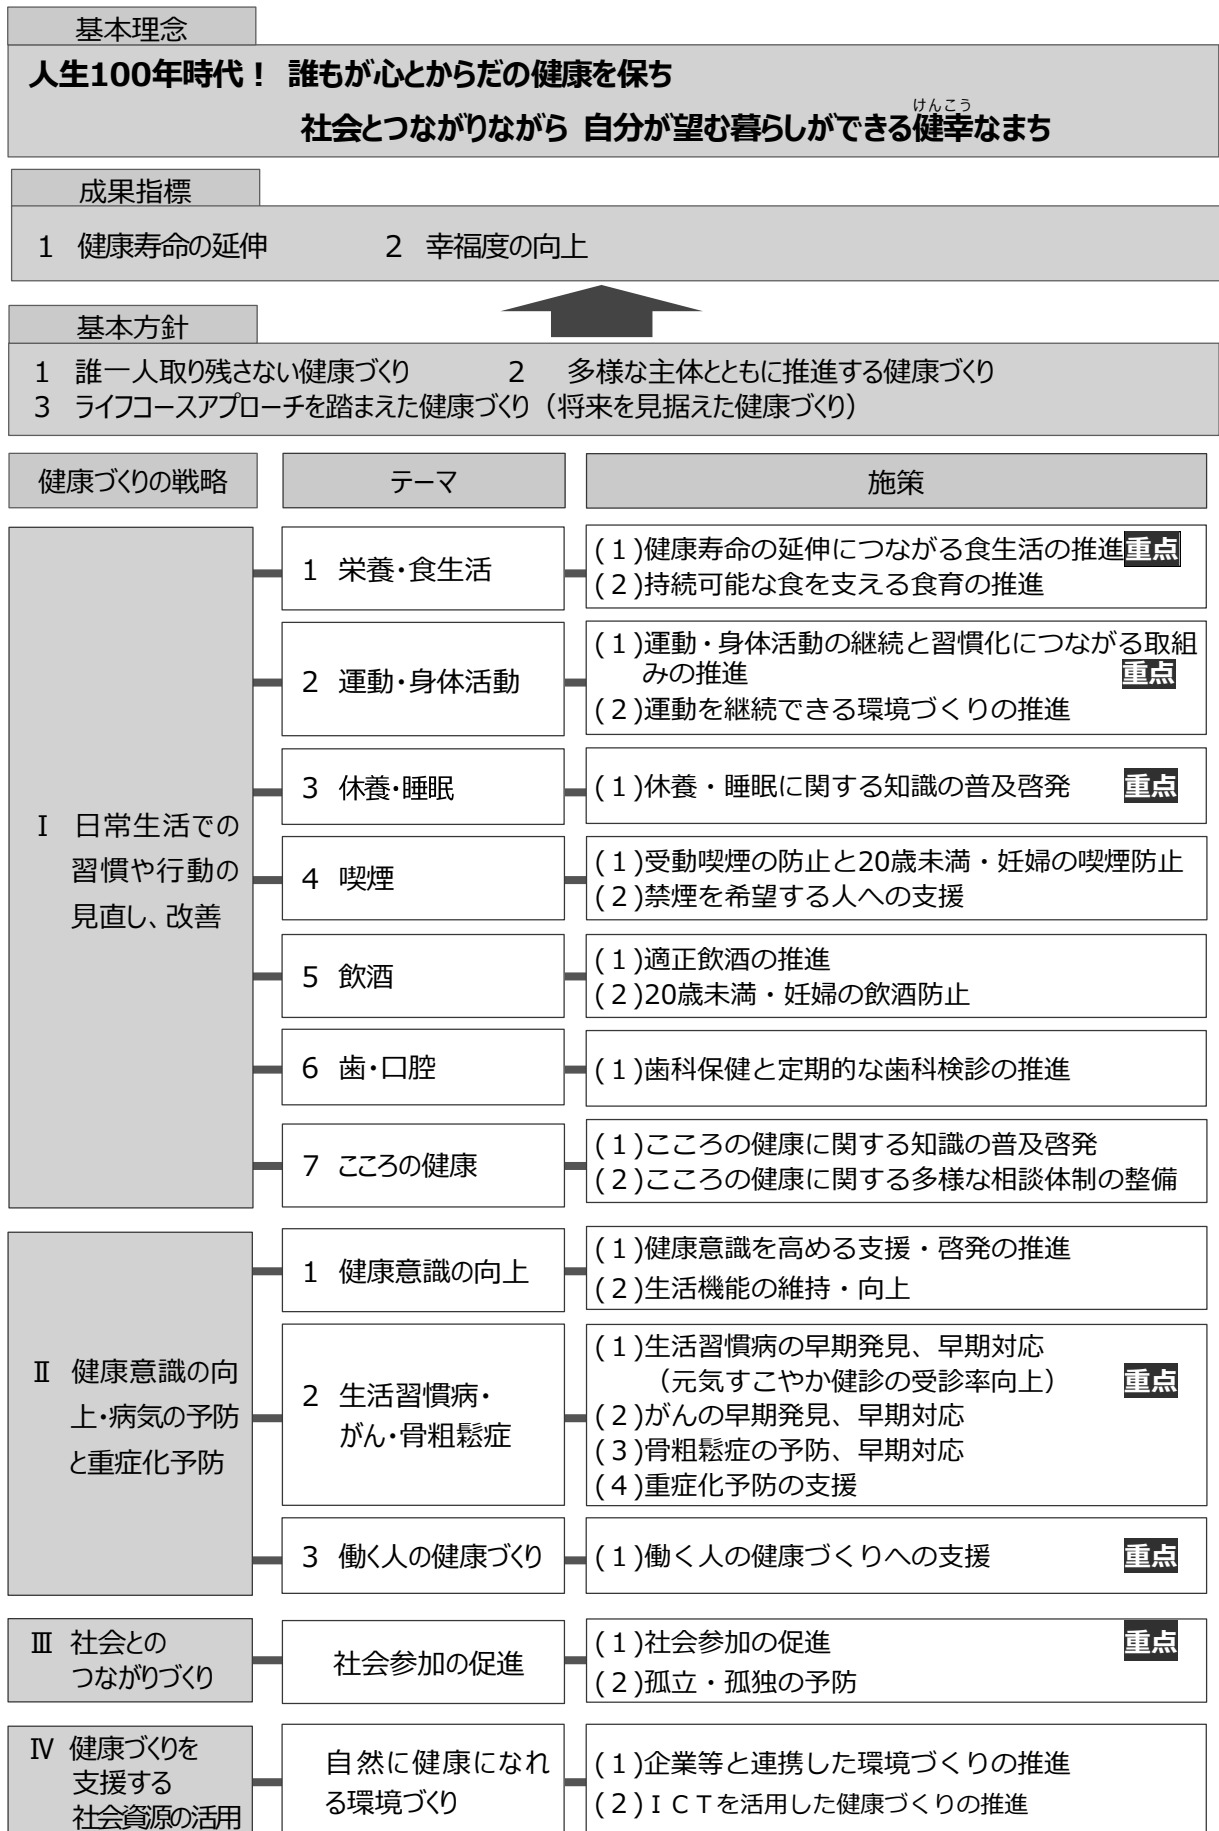 基本理念
人生100年時代！ 誰もが心とからだの健康を保ち
けんこう
社会とつながりながら 自分が望む暮らしができる健幸なまち
成果指標
１ 健康寿命の延伸 ２ 幸福度の向上
基本方針
１ 誰一人取り残さない健康づくり ２ 多様な主体とともに推進する健康づくり
３ ライフコースアプローチを踏まえた健康づくり（将来を見据えた健康づくり）
健康づくりの戦略 テーマ 施策
Ⅰ 日常生活での
習慣や行動の
見直し、改善
１ 栄養・食生活
(１)健康寿命の延伸につながる食生活の推進 重点
(２)持続可能な食を支える食育の推進
２ 運動・身体活動
(１)運動・身体活動の継続と習慣化につながる取組
みの推進 重点
(２)運動を継続できる環境づくりの推進
３ 休養・睡眠
(１)休養・睡眠に関する知識の普及啓発 重点
４ 喫煙
(１)受動喫煙の防止と20歳未満・妊婦の喫煙防止
(２)禁煙を希望する人への支援
５ 飲酒
(１)適正飲酒の推進
(２)20歳未満・妊婦の飲酒防止
６ 歯・口腔
(１)歯科保健と定期的な歯科検診の推進
７ こころの健康
(１)こころの健康に関する知識の普及啓発
(２)こころの健康に関する多様な相談体制の整備
Ⅱ 健康意識の向
上・病気の予防
と重症化予防
１ 健康意識の向上
(１)健康意識を高める支援・啓発の推進
(２)生活機能の維持・向上
２ 生活習慣病・
がん・骨粗鬆症
(１)生活習慣病の早期発見、早期対応
（元気すこやか健診の受診率向上） 重点
(２)がんの早期発見、早期対応
(３)骨粗鬆症の予防、早期対応
(４)重症化予防の支援
３ 働く人の健康づくり
(１)働く人の健康づくりへの支援 重点
Ⅲ 社会との
つながりづくり
社会参加の促進
(１)社会参加の促進 重点
(２)孤立・孤独の予防
Ⅳ 健康づくりを
支援する
社会資源の活用
自然に健康になれ
る環境づくり
(１)企業等と連携した環境づくりの推進
(２)ＩＣＴを活用した健康づくりの推進